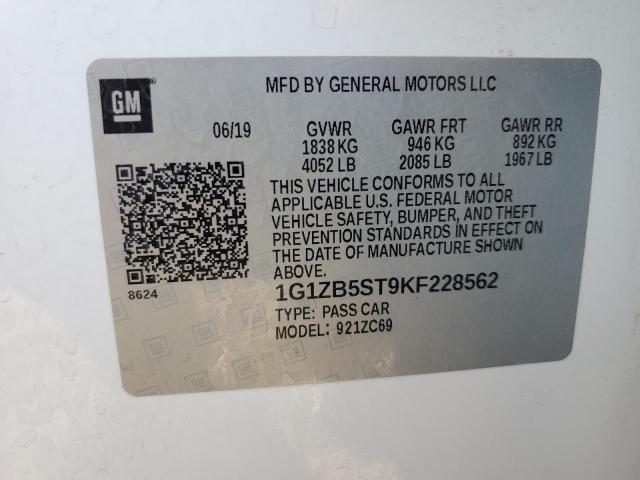 GM
MFD BY GENERAL MOTORS LLC
06/19 GVWR GAWR FRT GAWR RR
1838 KG 946 KG 892 KG
4052 LB 2085 LB 1967 LB
THIS VEHICLE CONFORMS TO ALL
APPLICABLE U.S. FEDERAL MOTOR
VEHICLE SAFETY, BUMPER, AND THEFT
PREVENTION STANDARDS IN EFFECT ON
THE DATE OF MANUFACTURE SHOWN
ABOVE.
8624
1G1ZB5ST9KF228562
TYPE: PASS CAR
MODEL: 921ZC69